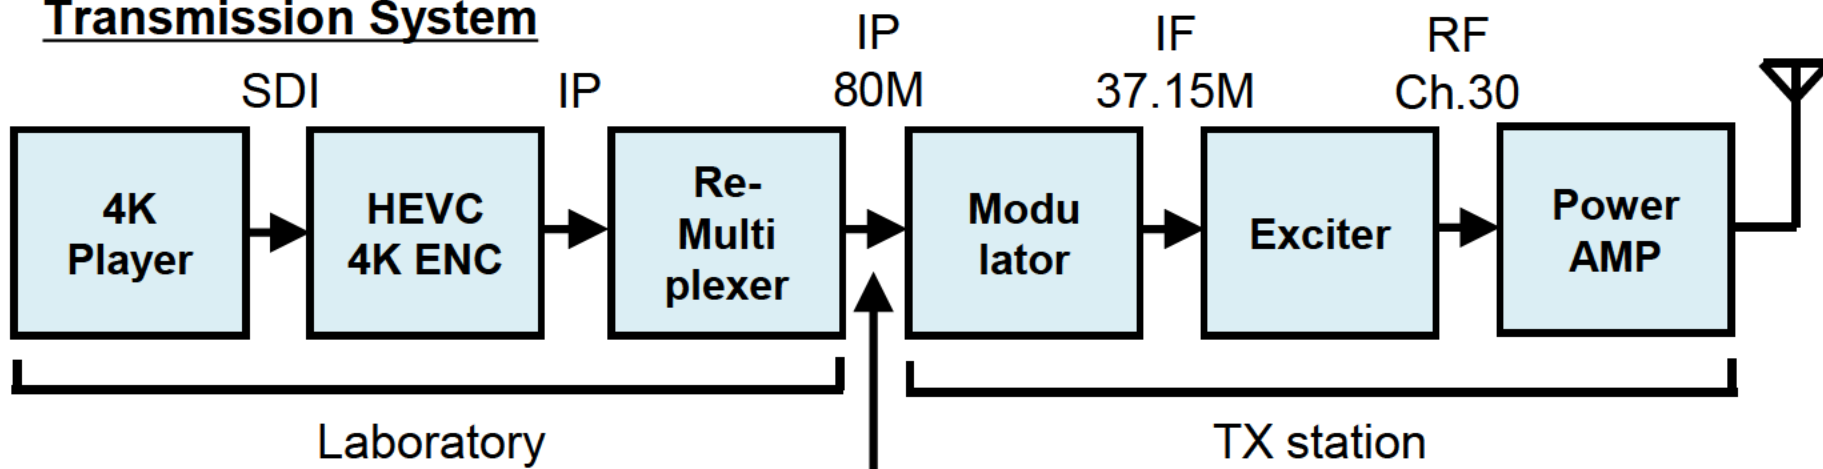 Transmission System
SDI
IP
IP
80M
IF
37.15M
RF
Ch.30
4K
Player
HEVC
4K ENC
Re-
Multi
plexer
Modu
lator
Exciter
Power
AMP
Laboratory
TX station